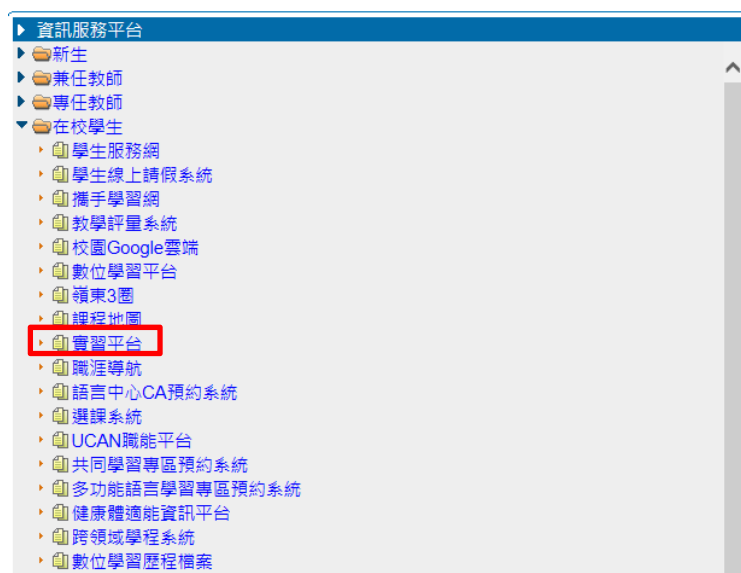 資訊服務平台
新生
兼任教師
專任教師
在校學生
學生服務網
學生線上請假系統
攜手學習網
教學評量系統
校園Google雲端
數位學習平台
嶺東3圈
課程地圖
實習平台
職涯導航
語言中心CA預約系統
選課系統
UCAN職能平台
共同學習專區預約系統
多功能語言學習專區預約系統
健康體適能資訊平台
跨領域學程系統
數位學習歷程檔案